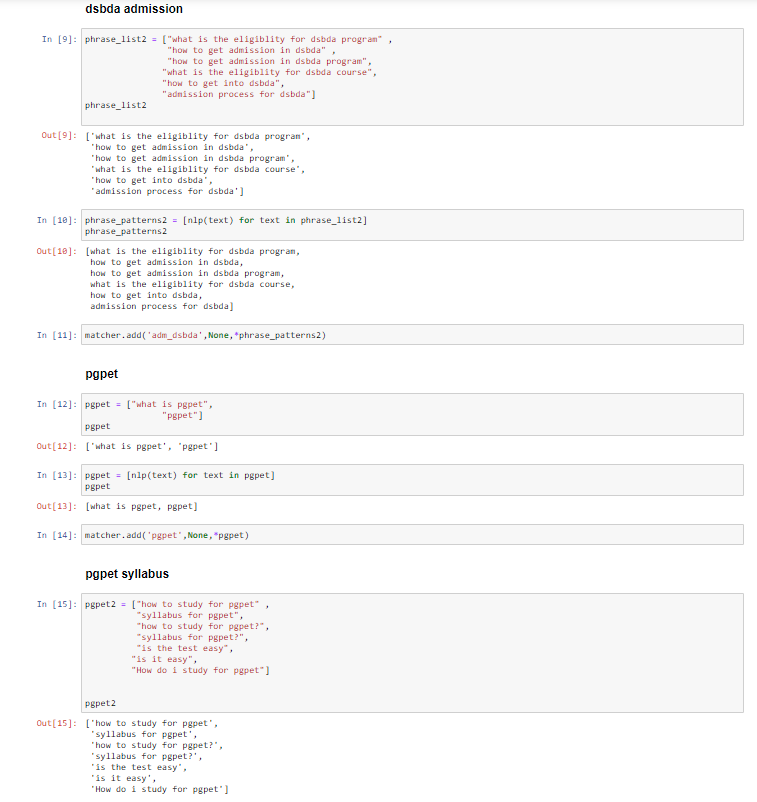 dsbda admission
In [9]: phrase_list2 = ["what is the eligiblity for dsbda program" ,
"how to get admission in dsbda" ,
"how to get admission in dsbda program",
"what is the eligiblity for dsbda course",
"how to get into dsbda",
"admission process for dsbda"]
phrase_list2
Out[9]: ['what is the eligiblity for dsbda program',
'how to get admission in dsbda',
'how to get admission in dsbda program',
'what is the eligiblity for dsbda course',
'how to get into dsbda',
'admission process for dsbda']
In [10]: phrase_patterns2 = [nlp(text) for text in phrase_list2]
phrase_patterns2
Out[10]: [what is the eligiblity for dsbda program,
how to get admission in dsbda,
how to get admission in dsbda program,
what is the eligiblity for dsbda course,
how to get into dsbda,
admission process for dsbda]
In [11]: matcher.add('adm_dsbda',None,*phrase_patterns2)
pgpet
In [12]: pgpet = ["what is pgpet",
"pgpet"]
pgpet
Out[12]: ['what is pgpet', 'pgpet']
In [13]: pgpet = [nlp(text) for text in pgpet]
pgpet
Out[13]: [what is pgpet, pgpet]
In [14]: matcher.add('pgpet',None,*pgpet)
pgpet syllabus
In [15]: pgpet2 = ["how to study for pgpet" ,
"syllabus for pgpet",
"how to study for pgpet?",
"syllabus for pgpet?",
"is the test easy",
"is it easy",
"How do i study for pgpet"]
pgpet2
Out[15]: ['how to study for pgpet',
'syllabus for pgpet',
'how to study for pgpet?',
'syllabus for pgpet?',
'is the test easy',
'is it easy',
'How do i study for pgpet']